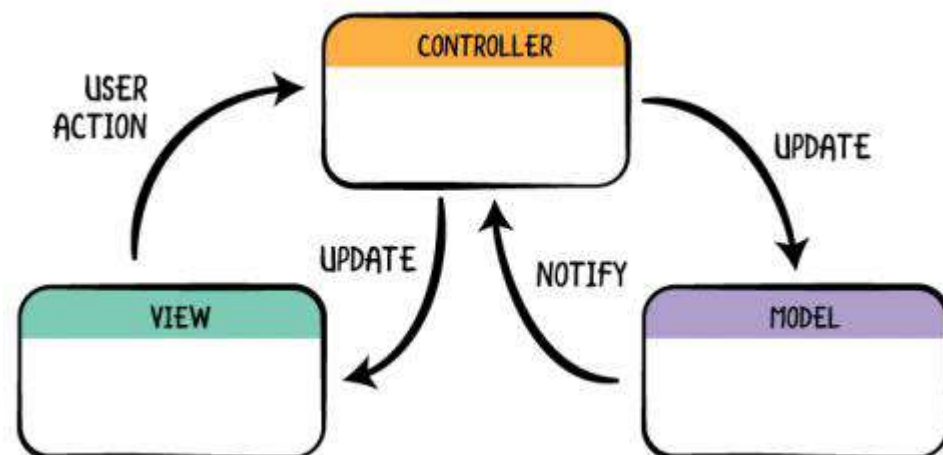 CONTROLLER
USER
ACTION
UPDATE
UPDATE
NOTIFY
VIEW
MODEL